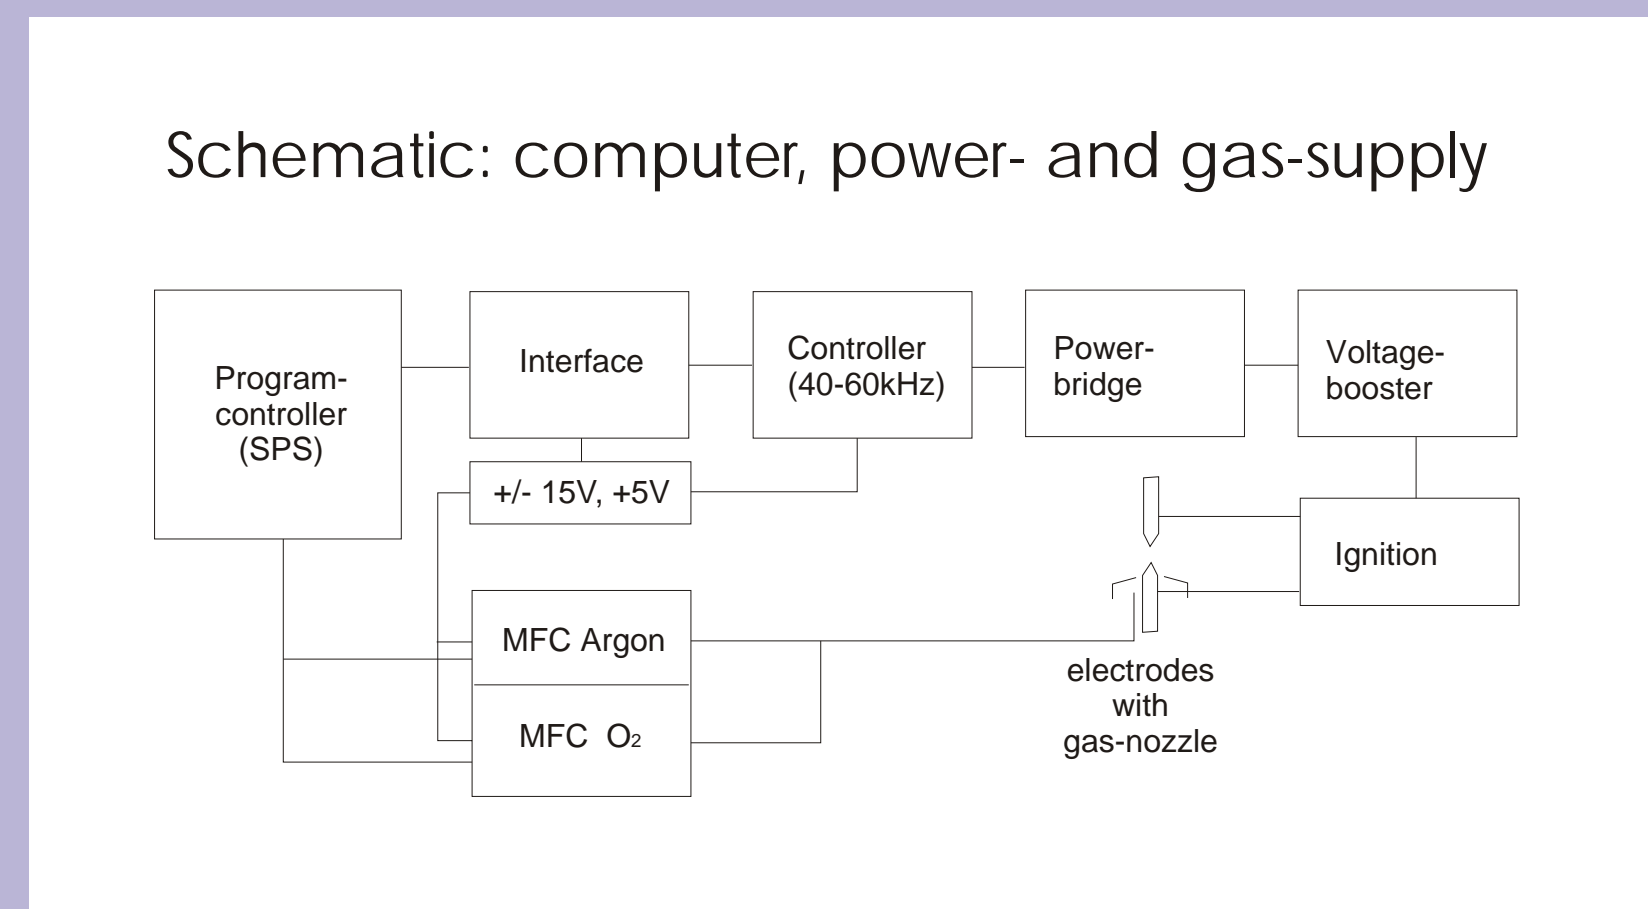 Schematic: computer, power- and gas-supply
Program-
controller
(SPS)
Interface
Controller
(40-60kHz)
Power-
bridge
Voltage-
booster
+/- 15V, +5V
Ignition
MFC Argon
MFC O₂
electrodes
with
gas-nozzle